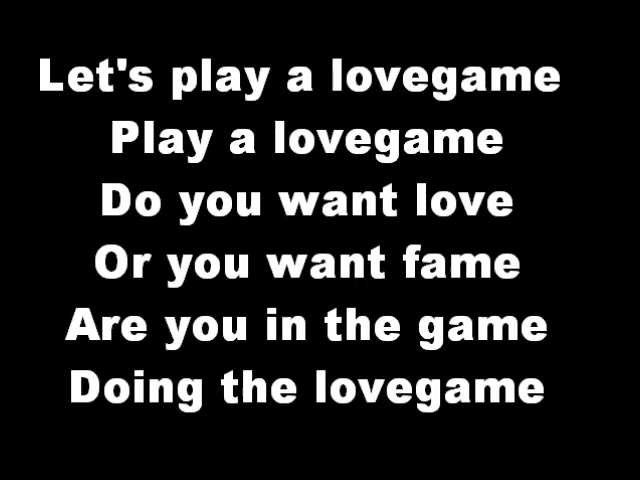 Let's play a lovegame
Play a lovegame
Do you want love
Or you want fame
Are you in the game
Doing the lovegame